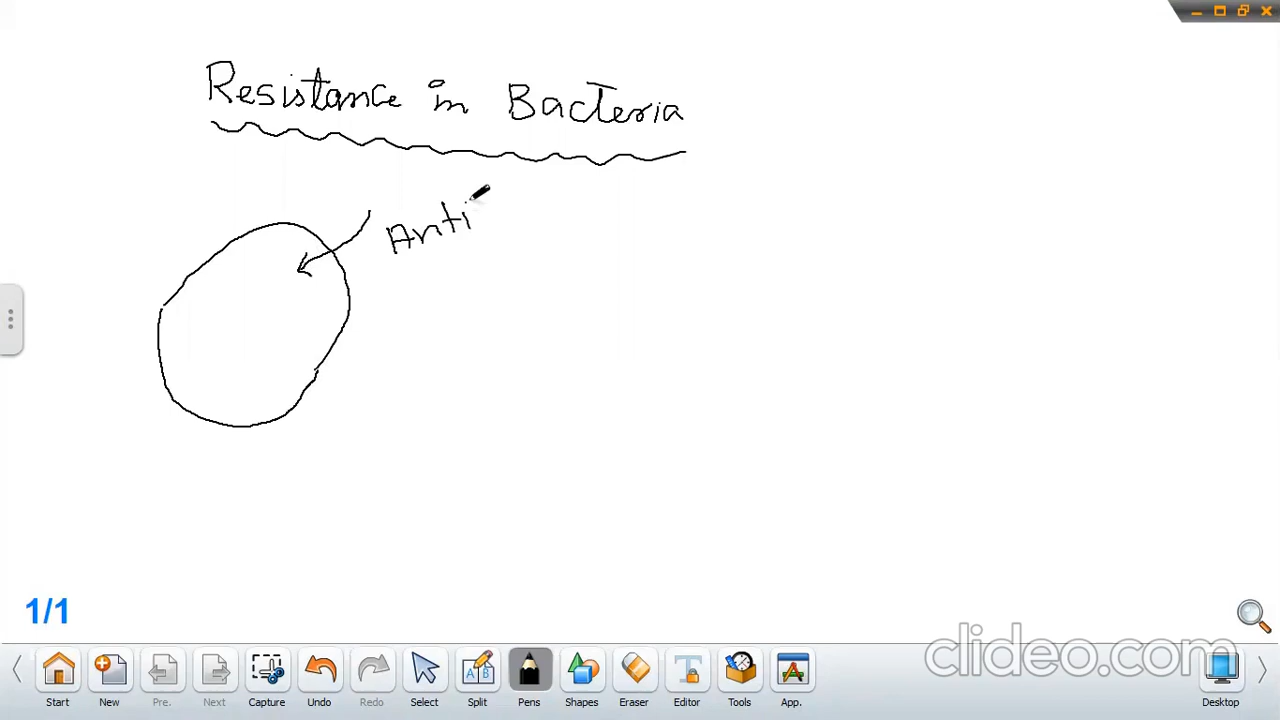 Resistance in Bacteria
Anti
1/1
clideo.com
Start New Pre. Next Capture Undo Redo Select Split Pens Shapes Eraser Editor Tools App. Desktop